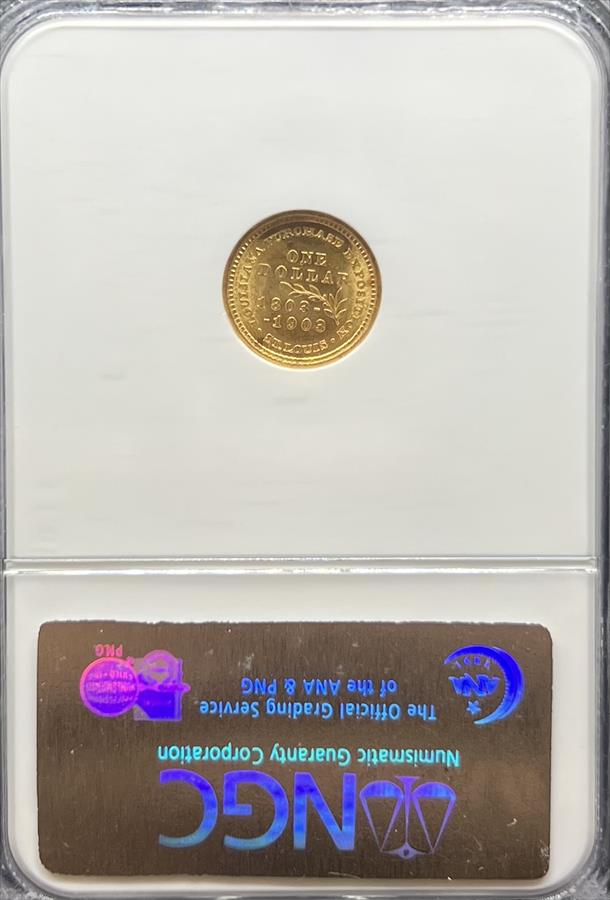 LOUISIANA PURCHASE EXPOSITION
ONE
DOLLAR
1803-
-1903
· ST. LOUIS ·
NGC
Numismatic Guaranty Corporation
The Official Grading Service
of the ANA & PNG
ANA
1891
PNG